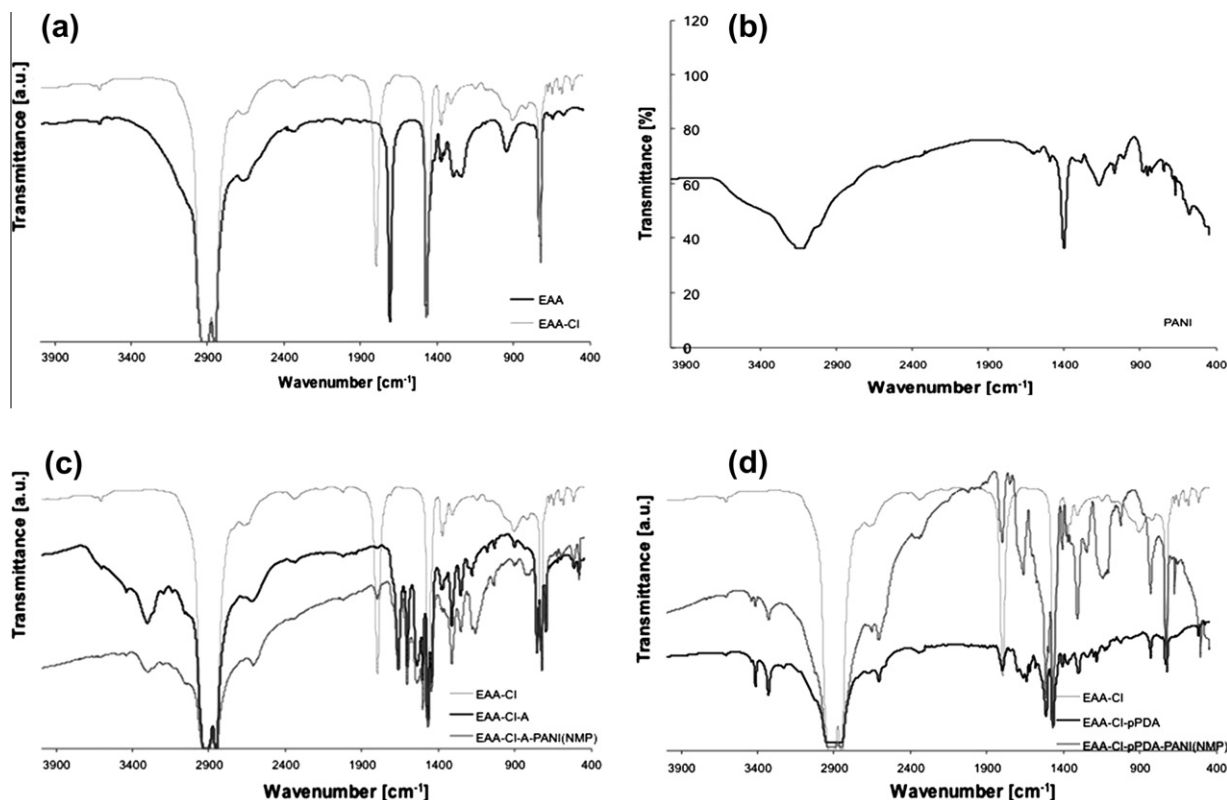 (a)
Transmittance [a.u.]
EAA
EAA-Cl
3900 3400 2900 2400 1900 1400 900 400
Wavenumber [cm-1]
(b)
Transmittance [%]
120
100
80
60
40
20
0
PANI
3900 3400 2900 2400 1900 1400 900 400
Wavenumber [cm-1]
(c)
Transmittance [a.u.]
EAA-Cl
EAA-Cl-A
EAA-Cl-A-PANI(NMP)
3900 3400 2900 2400 1900 1400 900 400
Wavenumber [cm-1]
(d)
Transmittance [a.u.]
EAA-Cl
EAA-Cl-pPDA
EAA-Cl-pPDA-PANI(NMP)
3900 3400 2900 2400 1900 1400 900 400
Wavenumber [cm-1]